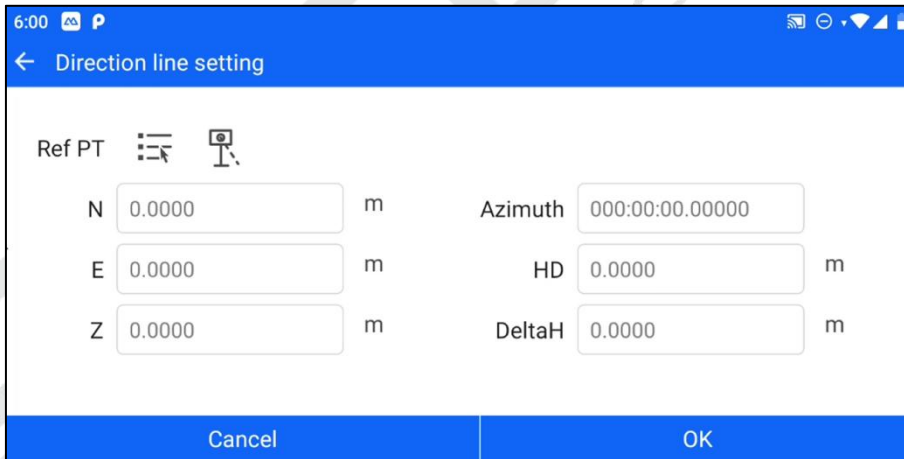 6:00
Direction line setting
Ref PT
N 0.0000 m Azimuth 000:00:00.00000
E 0.0000 m HD 0.0000 m
Z 0.0000 m DeltaH 0.0000 m
Cancel OK